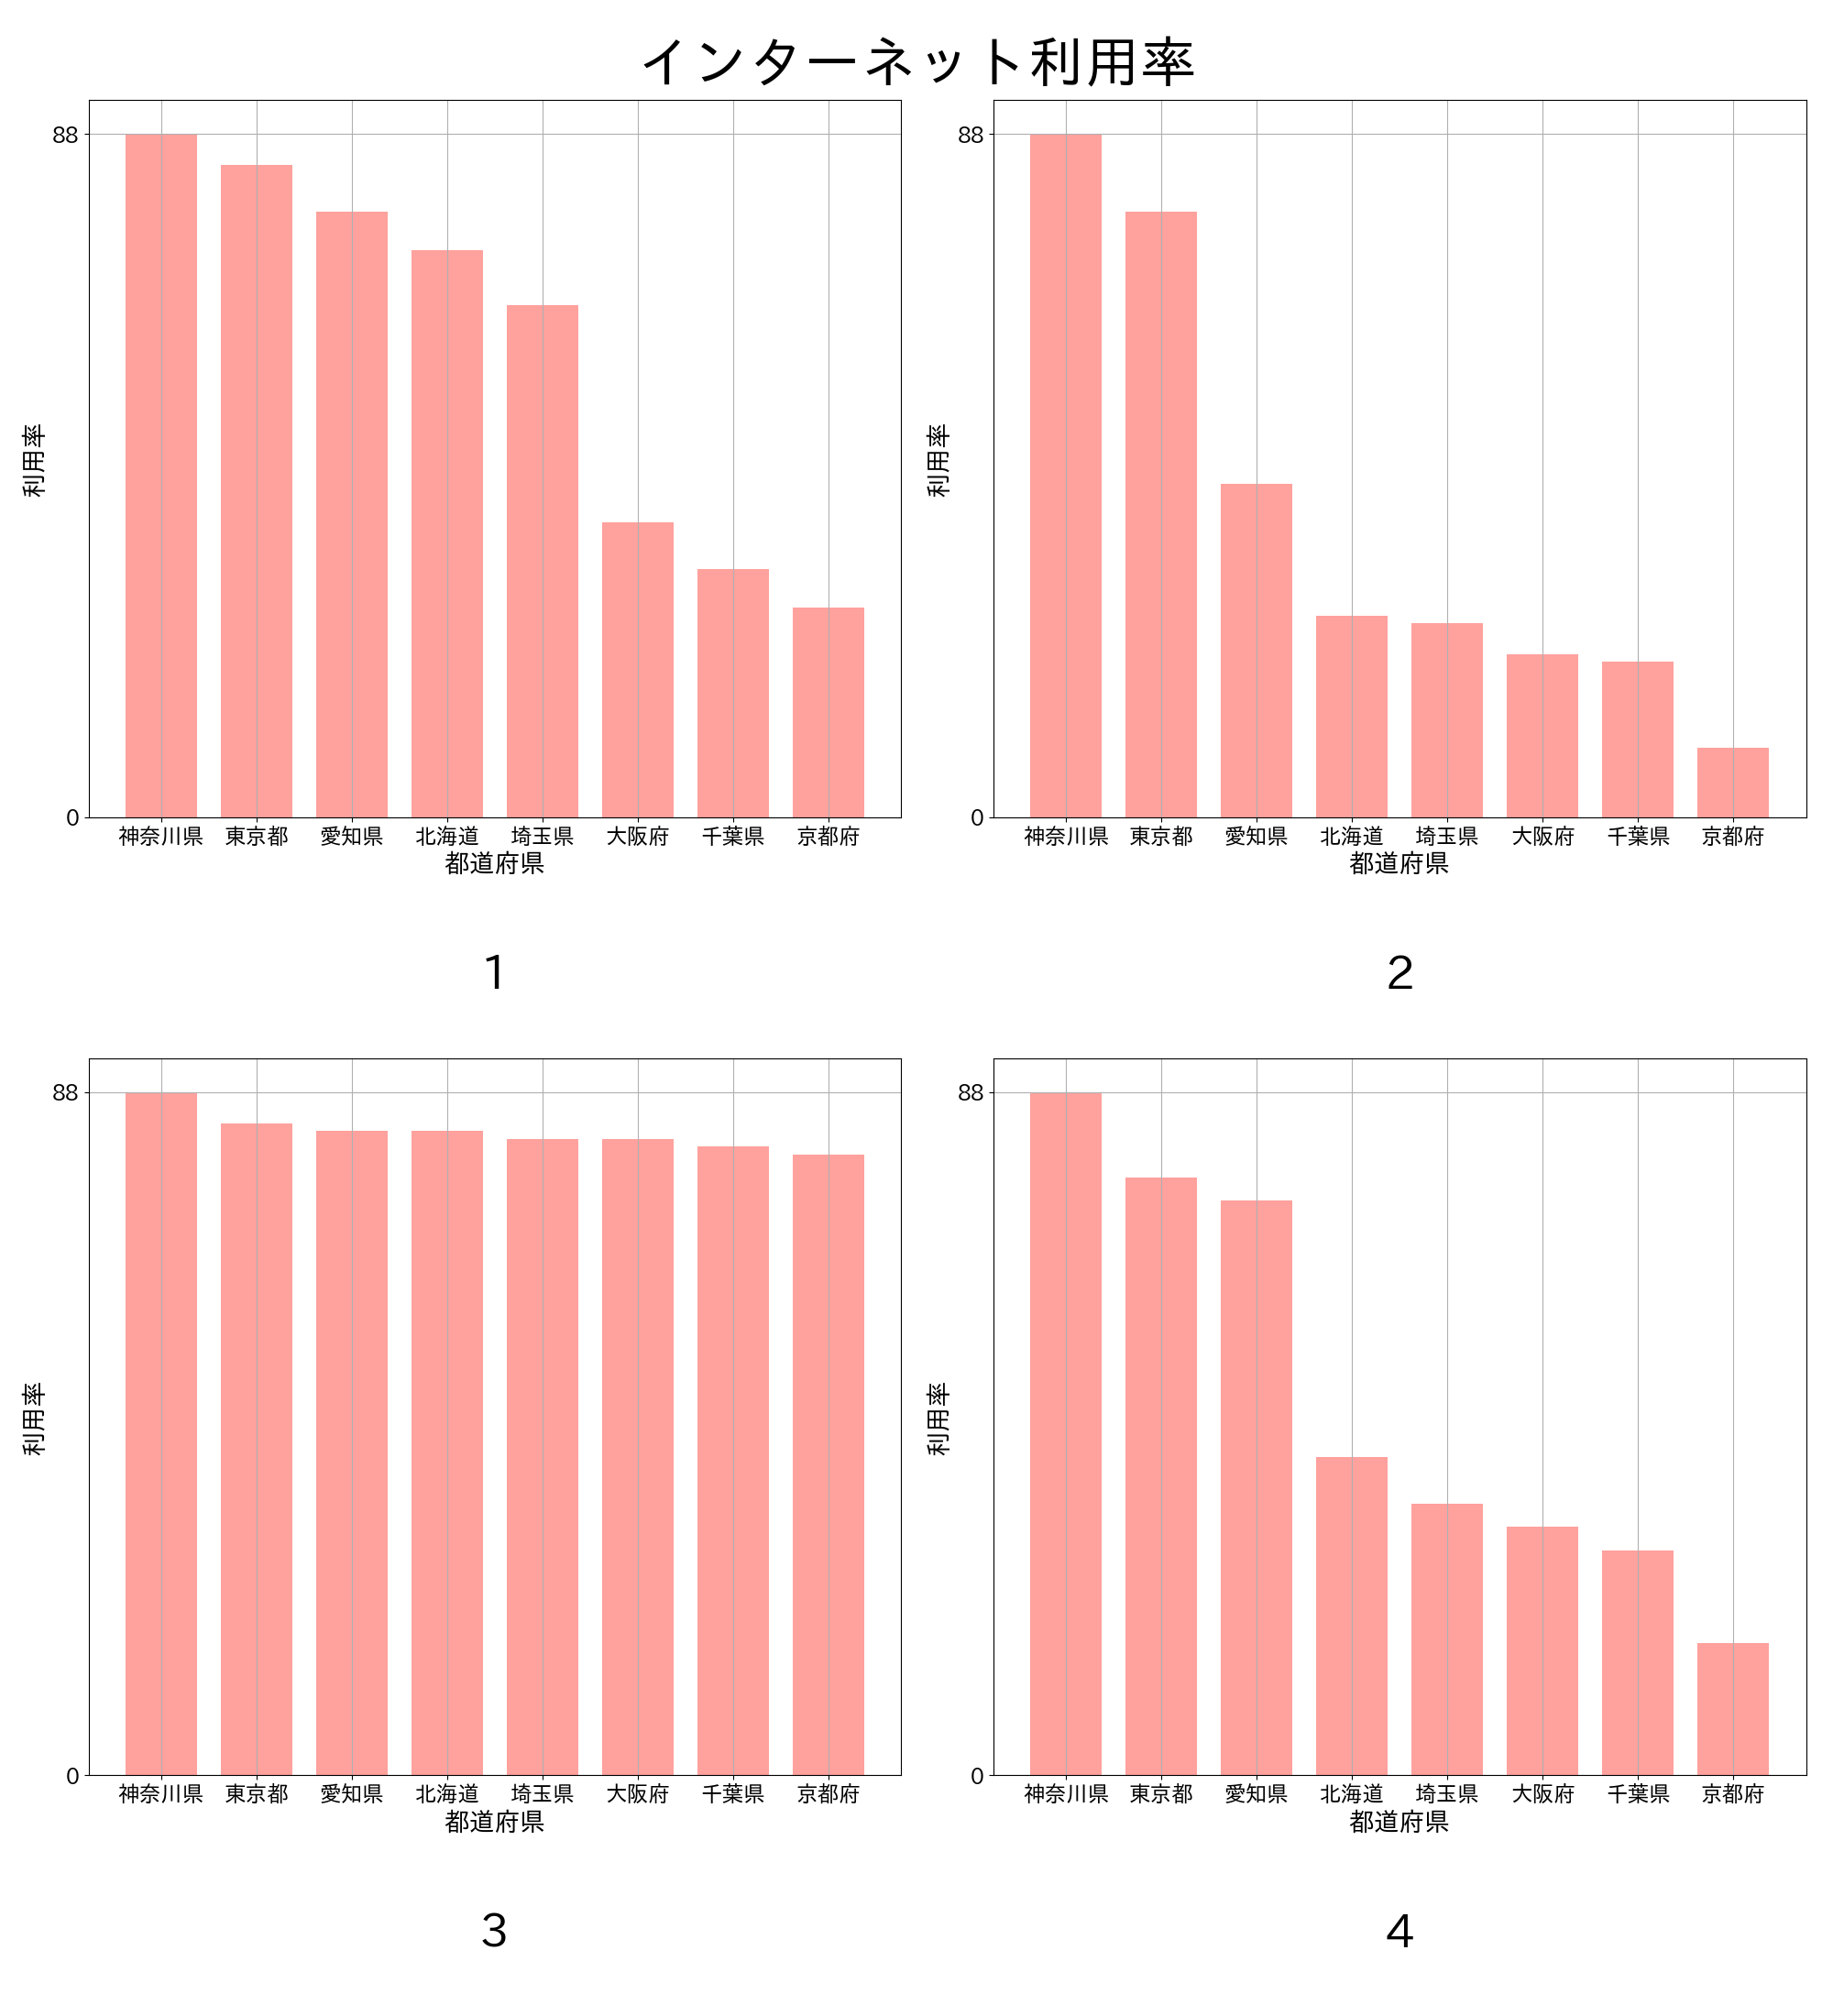 インターネット利用率
88
0
利用率
神奈川県 東京都 愛知県 北海道 埼玉県 大阪府 千葉県 京都府
都道府県
1
88
0
利用率
神奈川県 東京都 愛知県 北海道 埼玉県 大阪府 千葉県 京都府
都道府県
2
88
0
利用率
神奈川県 東京都 愛知県 北海道 埼玉県 大阪府 千葉県 京都府
都道府県
3
88
0
利用率
神奈川県 東京都 愛知県 北海道 埼玉県 大阪府 千葉県 京都府
都道府県
4